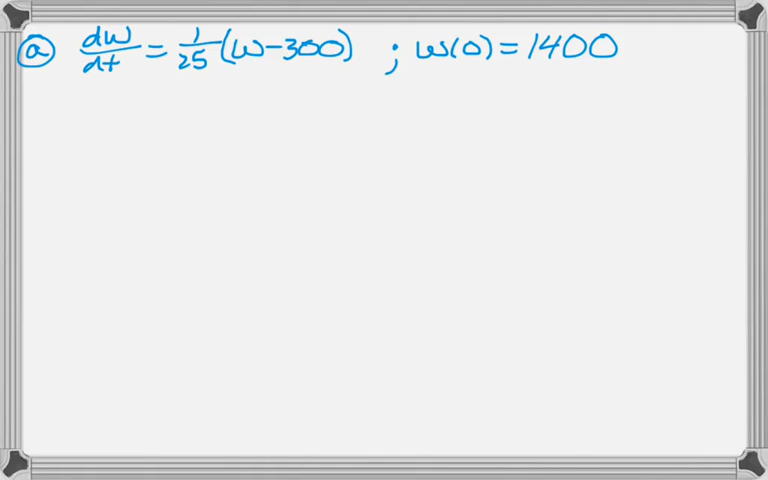 ⓐ dw/dt = 1/25 (w-300) ; w(0) = 1400